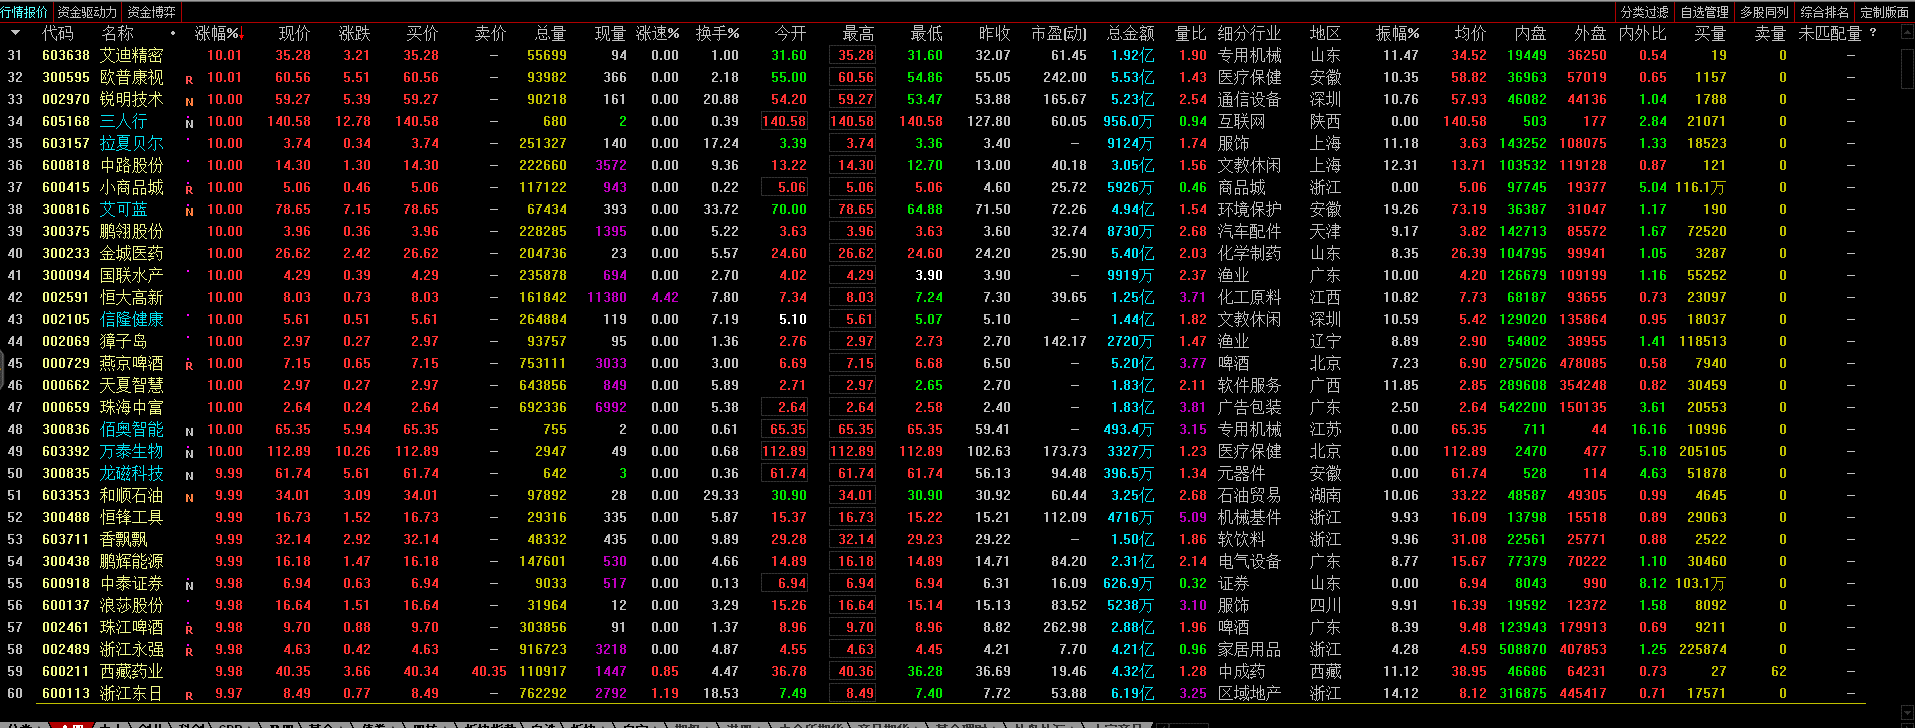 行情报价 资金驱动力 资金博弈 分类过滤 自选管理 多股同列 综合排名 定制版面
代码 名称 涨幅%↓ 现价 涨跌 买价 卖价 总量 现量 涨速% 换手% 今开 最高 最低 昨收 市盈(动) 总金额 量比 细分行业 地区 振幅% 均价 内盘 外盘 内外比 买量 卖量 未匹配量 ?
31 603638 艾迪精密 10.01 35.28 3.21 35.28 – 55699 94 0.00 1.00 31.60 35.28 31.60 32.07 61.45 1.92亿 1.90 专用机械 山东 11.47 34.52 19449 36250 0.54 19 0 –
32 300595 欧普康视 R 10.01 60.56 5.51 60.56 – 93982 366 0.00 2.18 55.00 60.56 54.86 55.05 242.00 5.53亿 1.43 医疗保健 安徽 10.35 58.82 36963 57019 0.65 1157 0 –
33 002970 锐明技术 N 10.00 59.27 5.39 59.27 – 90218 161 0.00 20.88 54.20 59.27 53.47 53.88 165.67 5.23亿 2.54 通信设备 深圳 10.76 57.93 46082 44136 1.04 1788 0 –
34 605168 三人行 N 10.00 140.58 12.78 140.58 – 680 2 0.00 0.39 140.58 140.58 140.58 127.80 60.05 956.0万 0.94 互联网 陕西 0.00 140.58 503 177 2.84 21071 0 –
35 603157 拉夏贝尔 10.00 3.74 0.34 3.74 – 251327 140 0.00 17.24 3.39 3.74 3.36 3.40 – 9124万 1.74 服饰 上海 11.18 3.63 143252 108075 1.33 18523 0 –
36 600818 中路股份 10.00 14.30 1.30 14.30 – 222660 3572 0.00 9.36 13.22 14.30 12.70 13.00 40.18 3.05亿 1.56 文教休闲 上海 12.31 13.71 103532 119128 0.87 121 0 –
37 600415 小商品城 R 10.00 5.06 0.46 5.06 – 117122 943 0.00 0.22 5.06 5.06 5.06 4.60 25.72 5926万 0.46 商品城 浙江 0.00 5.06 97745 19377 5.04 116.1万 0 –
38 300816 艾可蓝 N 10.00 78.65 7.15 78.65 – 67434 393 0.00 33.72 70.00 78.65 64.88 71.50 72.26 4.94亿 1.54 环境保护 安徽 19.26 73.19 36387 31047 1.17 190 0 –
39 300375 鹏翎股份 10.00 3.96 0.36 3.96 – 228285 1395 0.00 5.22 3.63 3.96 3.63 3.60 32.74 8730万 2.68 汽车配件 天津 9.17 3.82 142713 85572 1.67 72520 0 –
40 300233 金城医药 10.00 26.62 2.42 26.62 – 204736 23 0.00 5.57 24.60 26.62 24.60 24.20 25.90 5.40亿 2.03 化学制药 山东 8.35 26.39 104795 99941 1.05 3287 0 –
41 300094 国联水产 10.00 4.29 0.39 4.29 – 235878 694 0.00 2.70 4.02 4.29 3.90 3.90 – 9919万 2.37 渔业 广东 10.00 4.20 126679 109199 1.16 55252 0 –
42 002591 恒大高新 10.00 8.03 0.73 8.03 – 161842 11380 4.42 7.80 7.34 8.03 7.24 7.30 39.65 1.25亿 3.71 化工原料 江西 10.82 7.73 68187 93655 0.73 23097 0 –
43 002105 信隆健康 10.00 5.61 0.51 5.61 – 264884 119 0.00 7.19 5.10 5.61 5.07 5.10 – 1.44亿 1.82 文教休闲 深圳 10.59 5.42 129020 135864 0.95 18037 0 –
44 002069 獐子岛 10.00 2.97 0.27 2.97 – 93757 95 0.00 1.36 2.76 2.97 2.73 2.70 142.17 2720万 1.47 渔业 辽宁 8.89 2.90 54802 38955 1.41 118513 0 –
45 000729 燕京啤酒 R 10.00 7.15 0.65 7.15 – 753111 3033 0.00 3.00 6.69 7.15 6.68 6.50 – 5.20亿 3.77 啤酒 北京 7.23 6.90 275026 478085 0.58 7940 0 –
46 000662 天夏智慧 10.00 2.97 0.27 2.97 – 643856 849 0.00 5.89 2.71 2.97 2.65 2.70 – 1.83亿 2.11 软件服务 广西 11.85 2.85 289608 354248 0.82 30459 0 –
47 000659 珠海中富 10.00 2.64 0.24 2.64 – 692336 6992 0.00 5.38 2.64 2.64 2.58 2.40 – 1.83亿 3.81 广告包装 广东 2.50 2.64 542200 150135 3.61 20553 0 –
48 300836 佰奥智能 N 10.00 65.35 5.94 65.35 – 755 2 0.00 0.61 65.35 65.35 65.35 59.41 – 493.4万 3.15 专用机械 江苏 0.00 65.35 711 44 16.16 10996 0 –
49 603392 万泰生物 N 10.00 112.89 10.26 112.89 – 2947 49 0.00 0.68 112.89 112.89 112.89 102.63 173.73 3327万 1.23 医疗保健 北京 0.00 112.89 2470 477 5.18 205105 0 –
50 300835 龙磁科技 N 9.99 61.74 5.61 61.74 – 642 3 0.00 0.36 61.74 61.74 61.74 56.13 94.48 396.5万 1.34 元器件 安徽 0.00 61.74 528 114 4.63 51878 0 –
51 603353 和顺石油 N 9.99 34.01 3.09 34.01 – 97892 28 0.00 29.33 30.90 34.01 30.90 30.92 60.44 3.25亿 2.68 石油贸易 湖南 10.06 33.22 48587 49305 0.99 4645 0 –
52 300488 恒锋工具 9.99 16.73 1.52 16.73 – 29316 335 0.00 5.87 15.37 16.73 15.22 15.21 112.09 4716万 5.09 机械基件 浙江 9.93 16.09 13798 15518 0.89 29063 0 –
53 603711 香飘飘 9.99 32.14 2.92 32.14 – 48332 435 0.00 9.89 29.28 32.14 29.23 29.22 – 1.50亿 1.86 软饮料 浙江 9.96 31.08 22561 25771 0.88 2522 0 –
54 300438 鹏辉能源 9.99 16.18 1.47 16.18 – 147601 530 0.00 4.66 14.89 16.18 14.89 14.71 84.20 2.31亿 2.14 电气设备 广东 8.77 15.67 77379 70222 1.10 30460 0 –
55 600918 中泰证券 N 9.98 6.94 0.63 6.94 – 9033 517 0.00 0.13 6.94 6.94 6.94 6.31 16.09 626.9万 0.32 证券 山东 0.00 6.94 8043 990 8.12 103.1万 0 –
56 600137 浪莎股份 9.98 16.64 1.51 16.64 – 31964 12 0.00 3.29 15.26 16.64 15.14 15.13 83.52 5238万 3.10 服饰 四川 9.91 16.39 19592 12372 1.58 8092 0 –
57 002461 珠江啤酒 R 9.98 9.70 0.88 9.70 – 303856 91 0.00 1.37 8.96 9.70 8.96 8.82 262.98 2.88亿 1.96 啤酒 广东 8.39 9.48 123943 179913 0.69 9211 0 –
58 002489 浙江永强 R 9.98 4.63 0.42 4.63 – 916723 3218 0.00 4.87 4.55 4.63 4.45 4.21 7.70 4.21亿 0.96 家居用品 浙江 4.28 4.59 508870 407853 1.25 225874 0 –
59 600211 西藏药业 9.98 40.35 3.66 40.34 40.35 110917 1447 0.85 4.47 36.78 40.36 36.28 36.69 19.46 4.32亿 1.28 中成药 西藏 11.12 38.95 46686 64231 0.73 27 62 –
60 600113 浙江东日 R 9.97 8.49 0.77 8.49 – 762292 2792 1.19 18.53 7.49 8.49 7.40 7.72 53.88 6.19亿 3.25 区域地产 浙江 14.12 8.12 316875 445417 0.71 17571 0 –